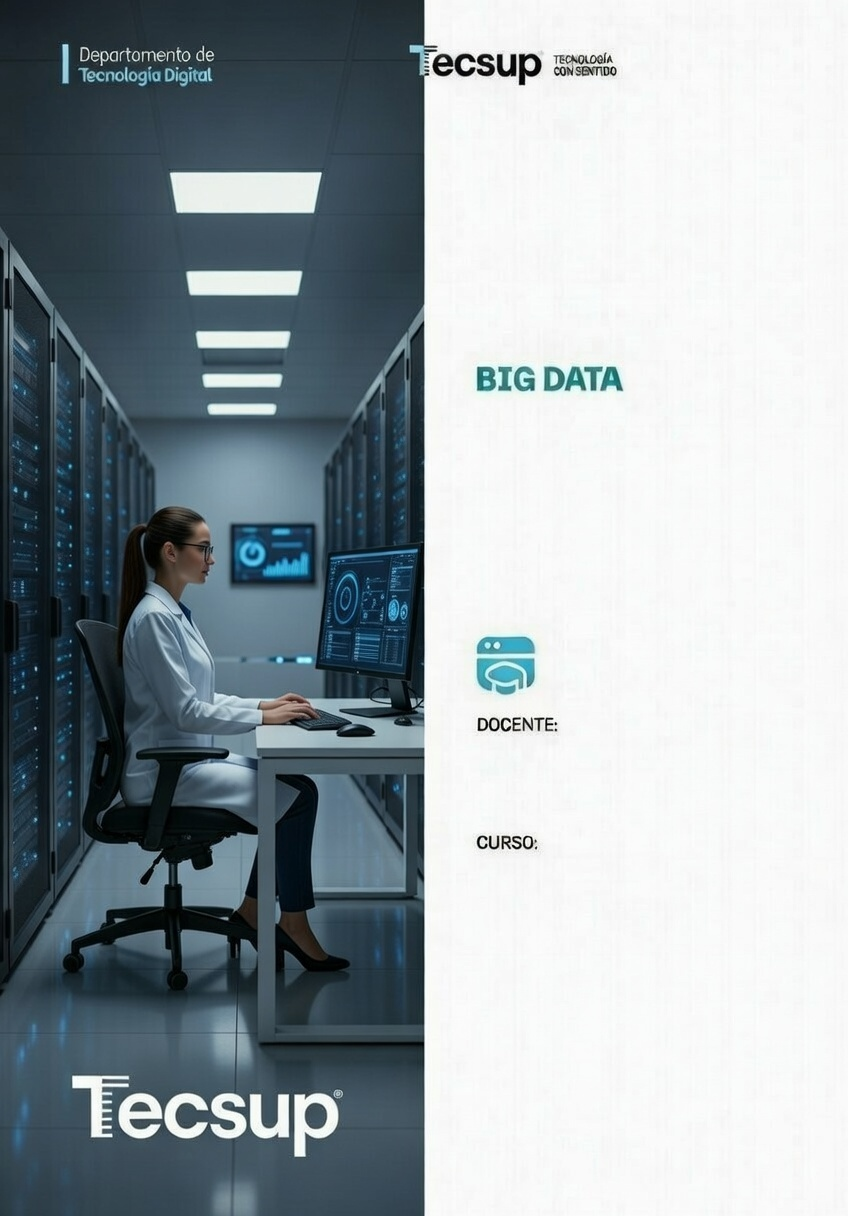 Departamento de
Tecnología Digital
Tecsup
TECNOLOGÍA
CON SENTIDO
BIG DATA
DOCENTE:
CURSO:
Tecsup®